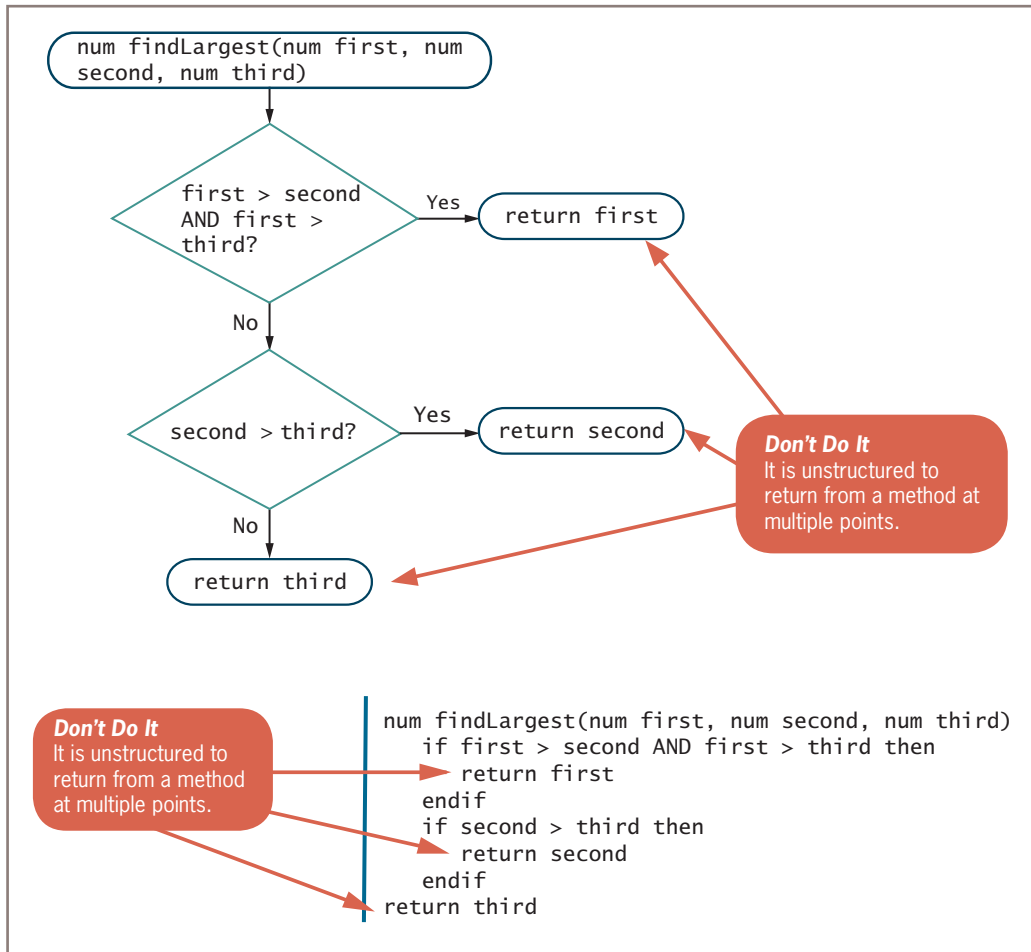 num findLargest(num first, num
second, num third)
first > second
AND first >
third?
Yes
return first
No
second > third?
Yes
return second
No
return third
Don't Do It
It is unstructured to
return from a method at
multiple points.
Don't Do It
It is unstructured to
return from a method
at multiple points.
num findLargest(num first, num second, num third)
if first > second AND first > third then
return first
endif
if second > third then
return second
endif
return third